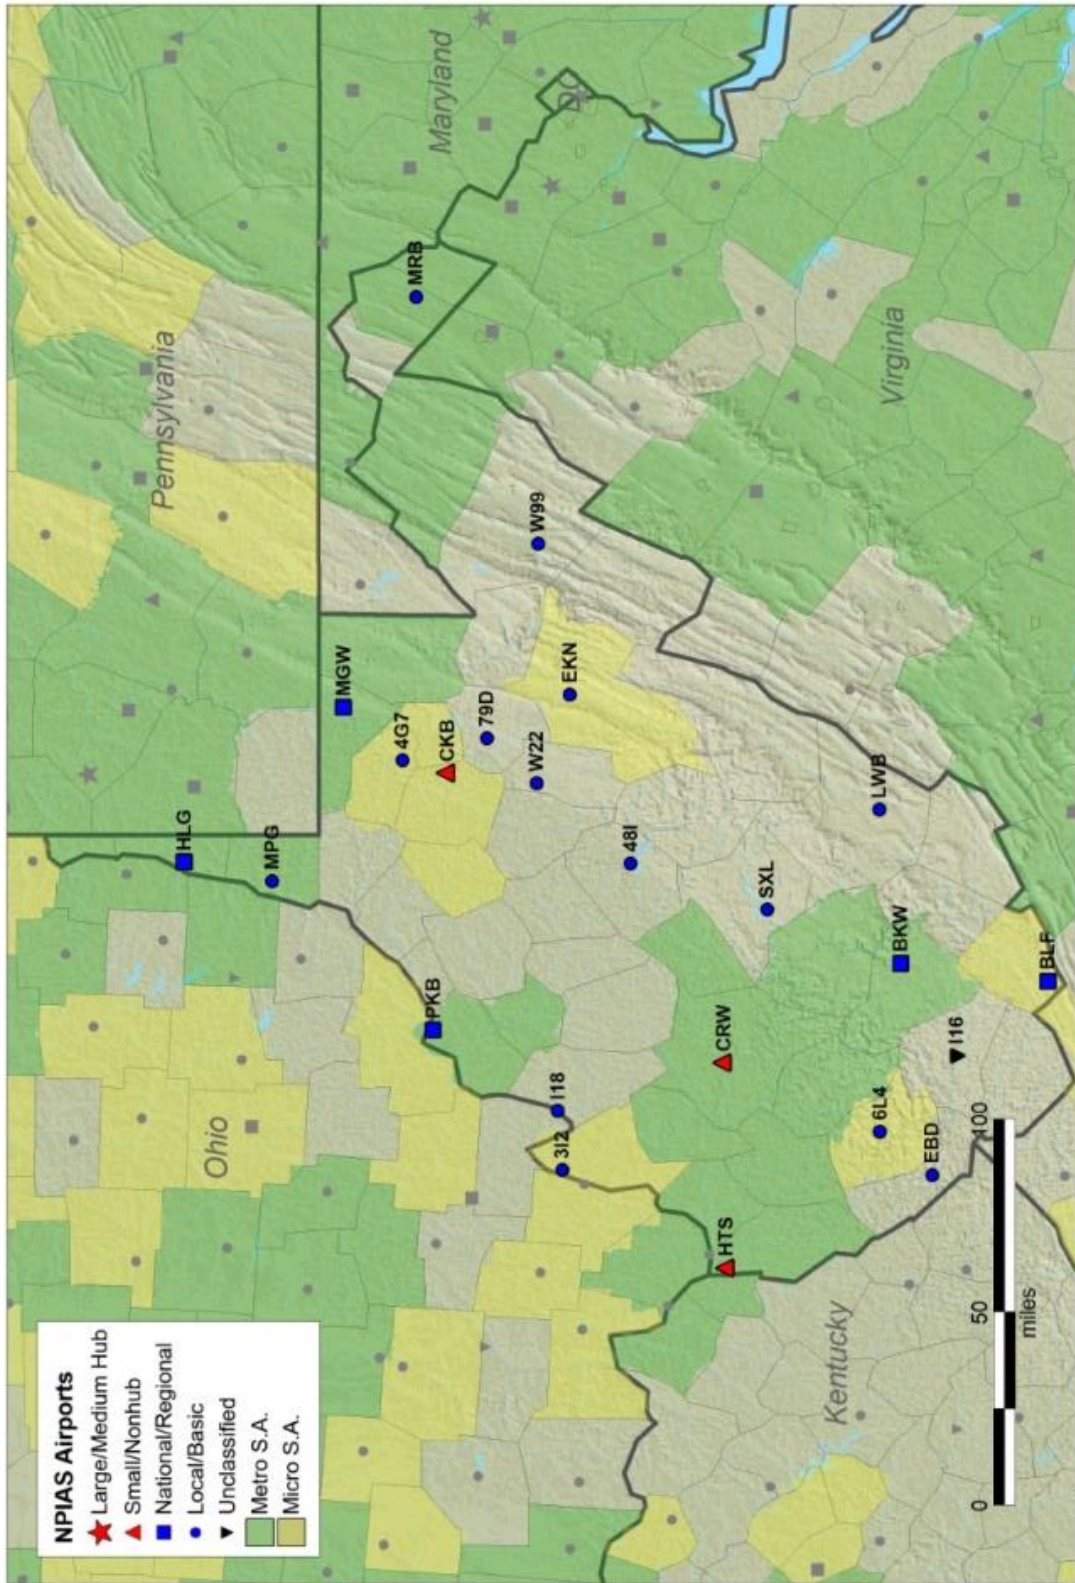 NPIAS Airports
Large/Medium Hub
Small/Nonhub
National/Regional
Local/Basic
Unclassified
Metro S.A.
Micro S.A.
Pennsylvania
Maryland
DC
Ohio
Virginia
Kentucky
HLG
MPG
MGW
MRB
4G7
CKB
79D
PKB
W22
W99
EKN
I18
3I2
48I
HTS
CRW
SXL
LWB
6L4
BKW
EBD
I16
BLF
0
50
100
miles